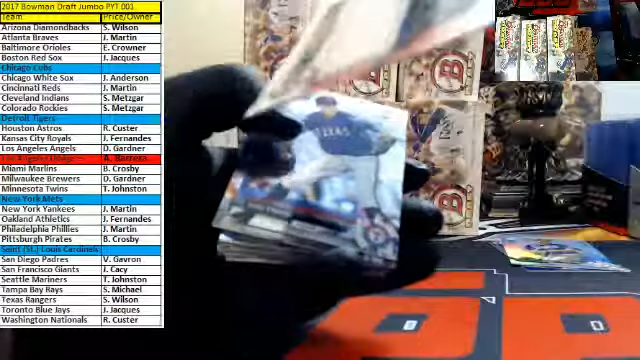 2017 Bowman Draft Jumbo PYT 001
Team Price/Owner
Arizona Diamondbacks S. Wilson
Atlanta Braves J. Martin
Baltimore Orioles E. Crowner
Boston Red Sox J. Jacques
Chicago Cubs
Chicago White Sox J. Anderson
Cincinnati Reds J. Martin
Cleveland Indians S. Metzgar
Colorado Rockies S. Metzgar
Detroit Tigers
Houston Astros R. Custer
Kansas City Royals J. Fernandes
Los Angeles Angels D. Gardner
Los Angeles Dodgers A. Barrera
Miami Marlins B. Crosby
Milwaukee Brewers D. Gardner
Minnesota Twins T. Johnston
New York Mets
New York Yankees J. Martin
Oakland Athletics J. Fernandes
Philadelphia Phillies J. Martin
Pittsburgh Pirates B. Crosby
Saint (St.) Louis Cardinals
San Diego Padres V. Gavron
San Francisco Giants J. Cacy
Seattle Mariners T. Johnston
Tampa Bay Rays S. Michael
Texas Rangers S. Wilson
Toronto Blue Jays J. Jacques
Washington Nationals R. Custer
TEXAS
B
B